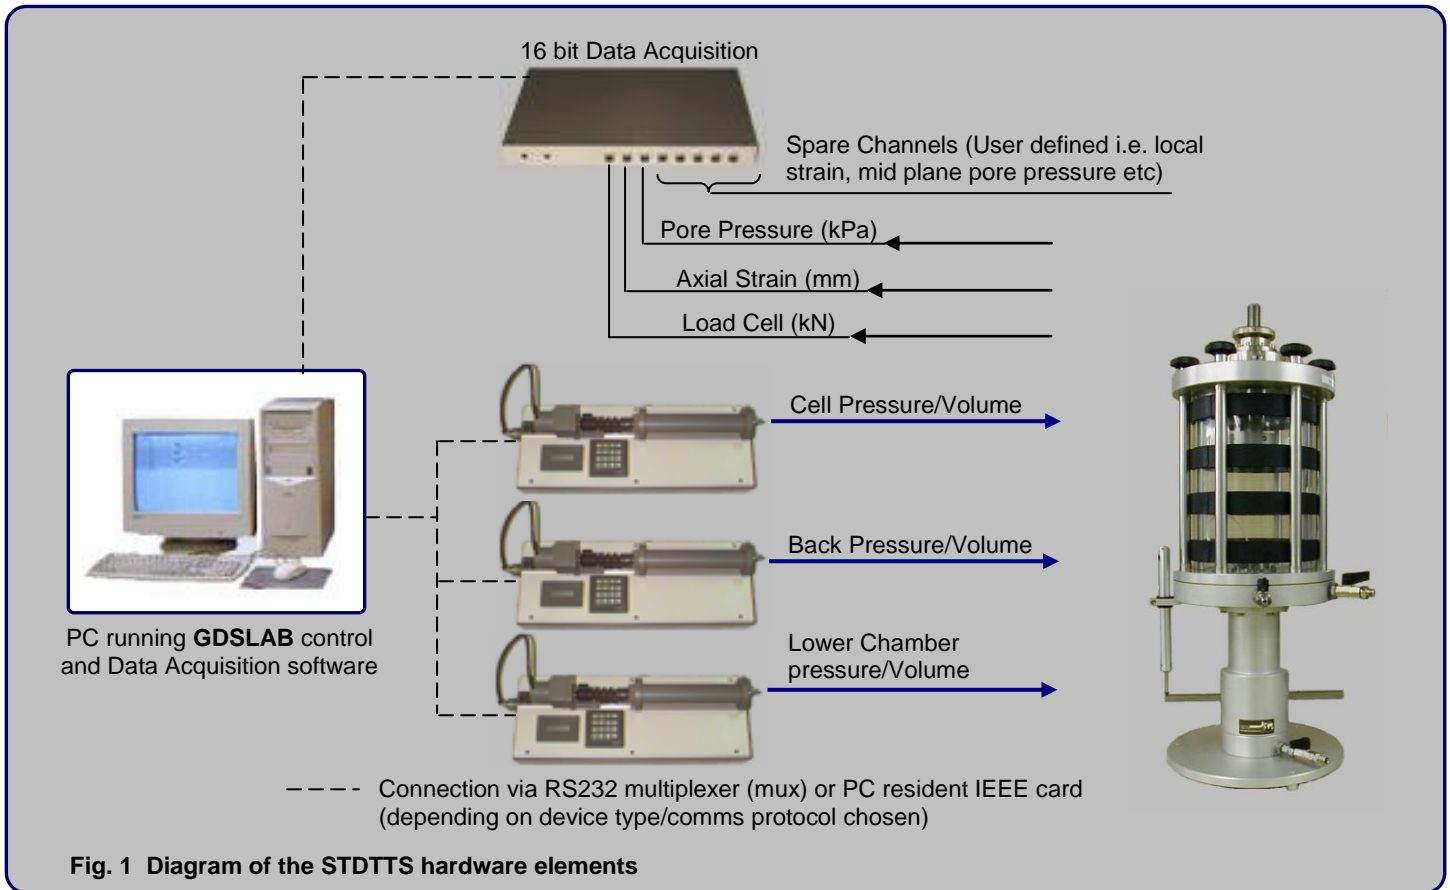 16 bit Data Acquisition
Spare Channels (User defined i.e. local
strain, mid plane pore pressure etc)
Pore Pressure (kPa)
Axial Strain (mm)
Load Cell (kN)
Cell Pressure/Volume
Back Pressure/Volume
Lower Chamber
pressure/Volume
PC running GDSLAB control
and Data Acquisition software
Connection via RS232 multiplexer (mux) or PC resident IEEE card
(depending on device type/comms protocol chosen)
Fig. 1 Diagram of the STDTTS hardware elements